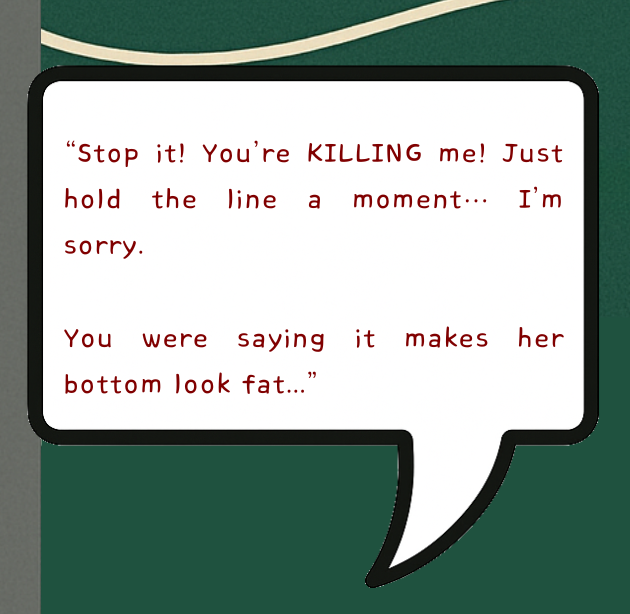 “Stop it! You’re KILLING me! Just
hold the line a moment… I’m
sorry.
You were saying it makes her
bottom look fat...”